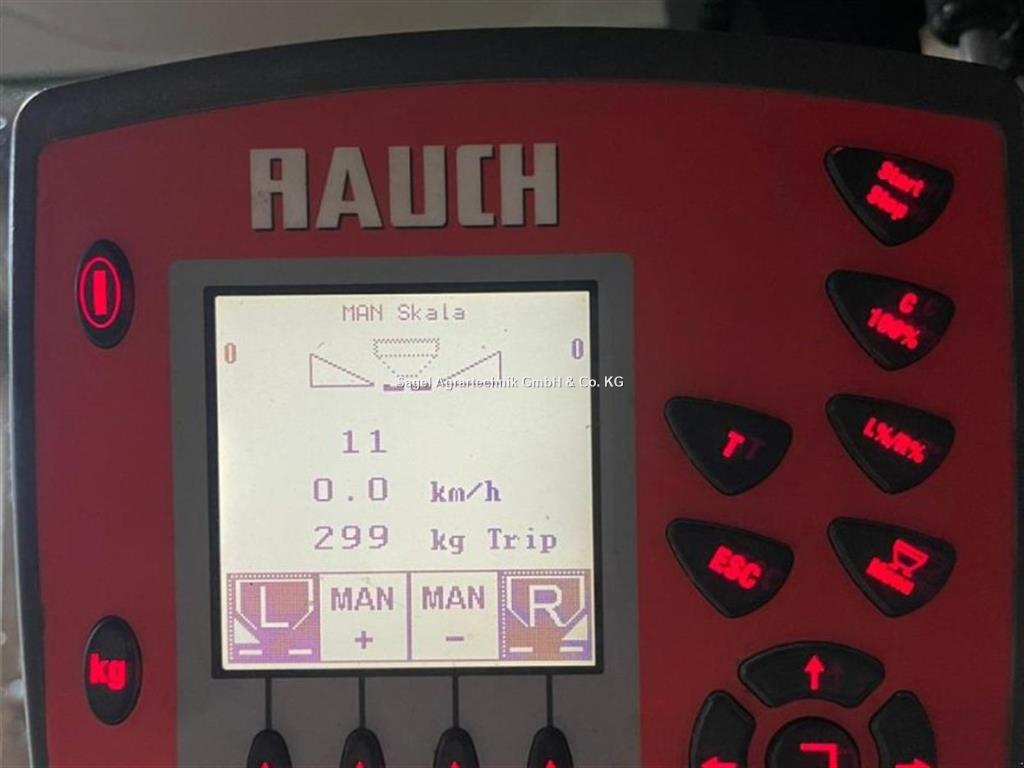 RAUCH
Start
Stop
MAN Skala
0 0
C
100%
Sagel Agrartechnik GmbH & Co. KG
11
T
L%/R%
0.0 km/h
299 kg Trip
ESC
Menu
L MAN + MAN - R
kg